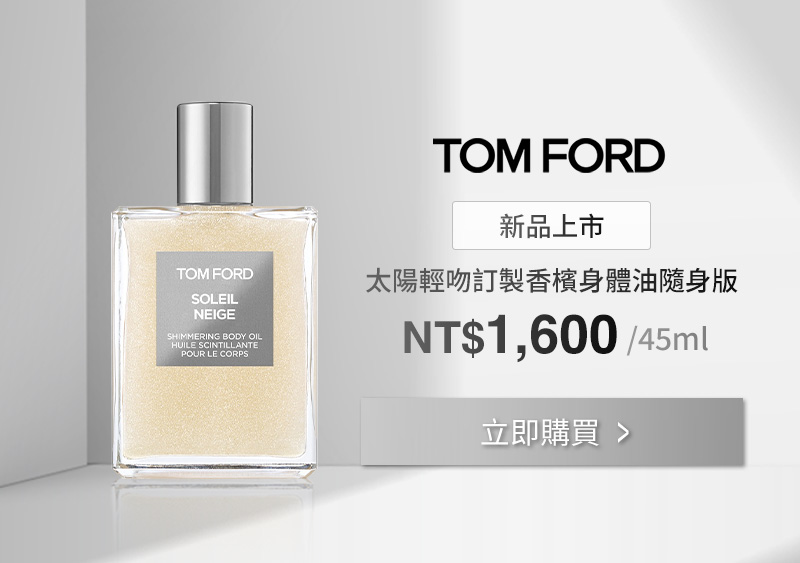 TOM FORD
SOLEIL
NEIGE
SHIMMERING BODY OIL
HUILE SCINTILLANTE
POUR LE CORPS
TOM FORD
新品上市
太陽輕吻訂製香檳身體油隨身版
NT$1,600 /45ml
立即購買 >